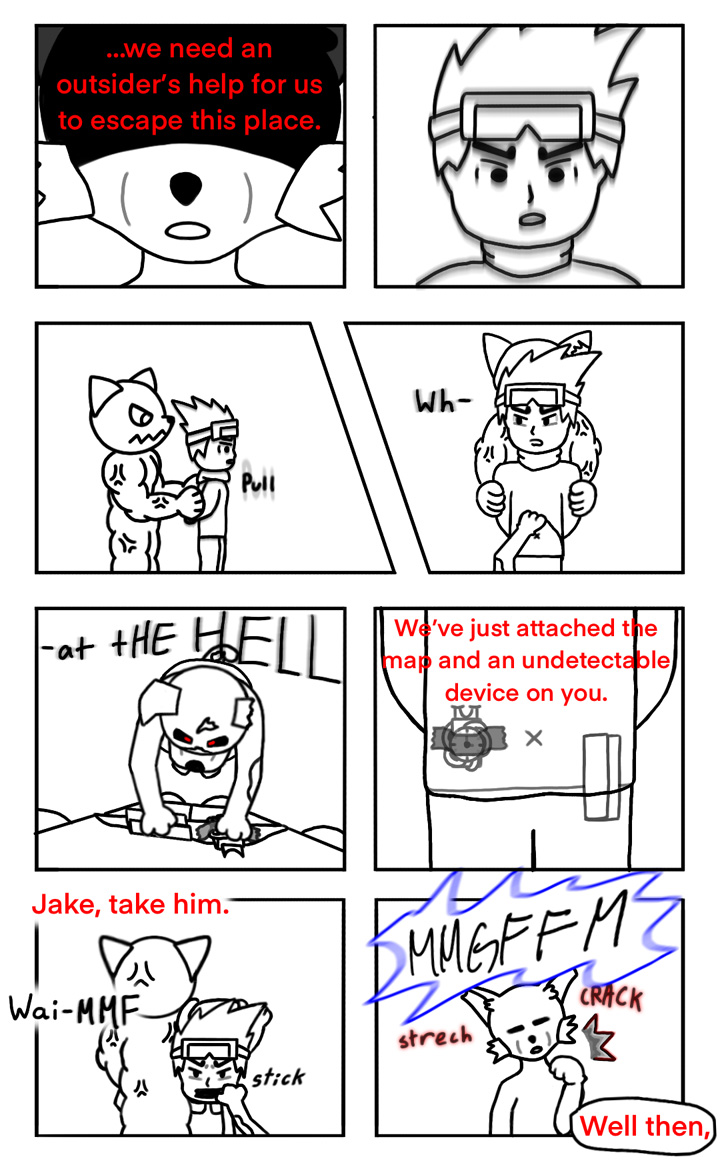 ...we need an
outsider's help for us
to escape this place.
Pull
Wh-
-at tHE HELL
We've just attached the
map and an undetectable
device on you.
Jake, take him.
Wai-MMF
stick
MMGFFM
CRACK
strech
Well then,